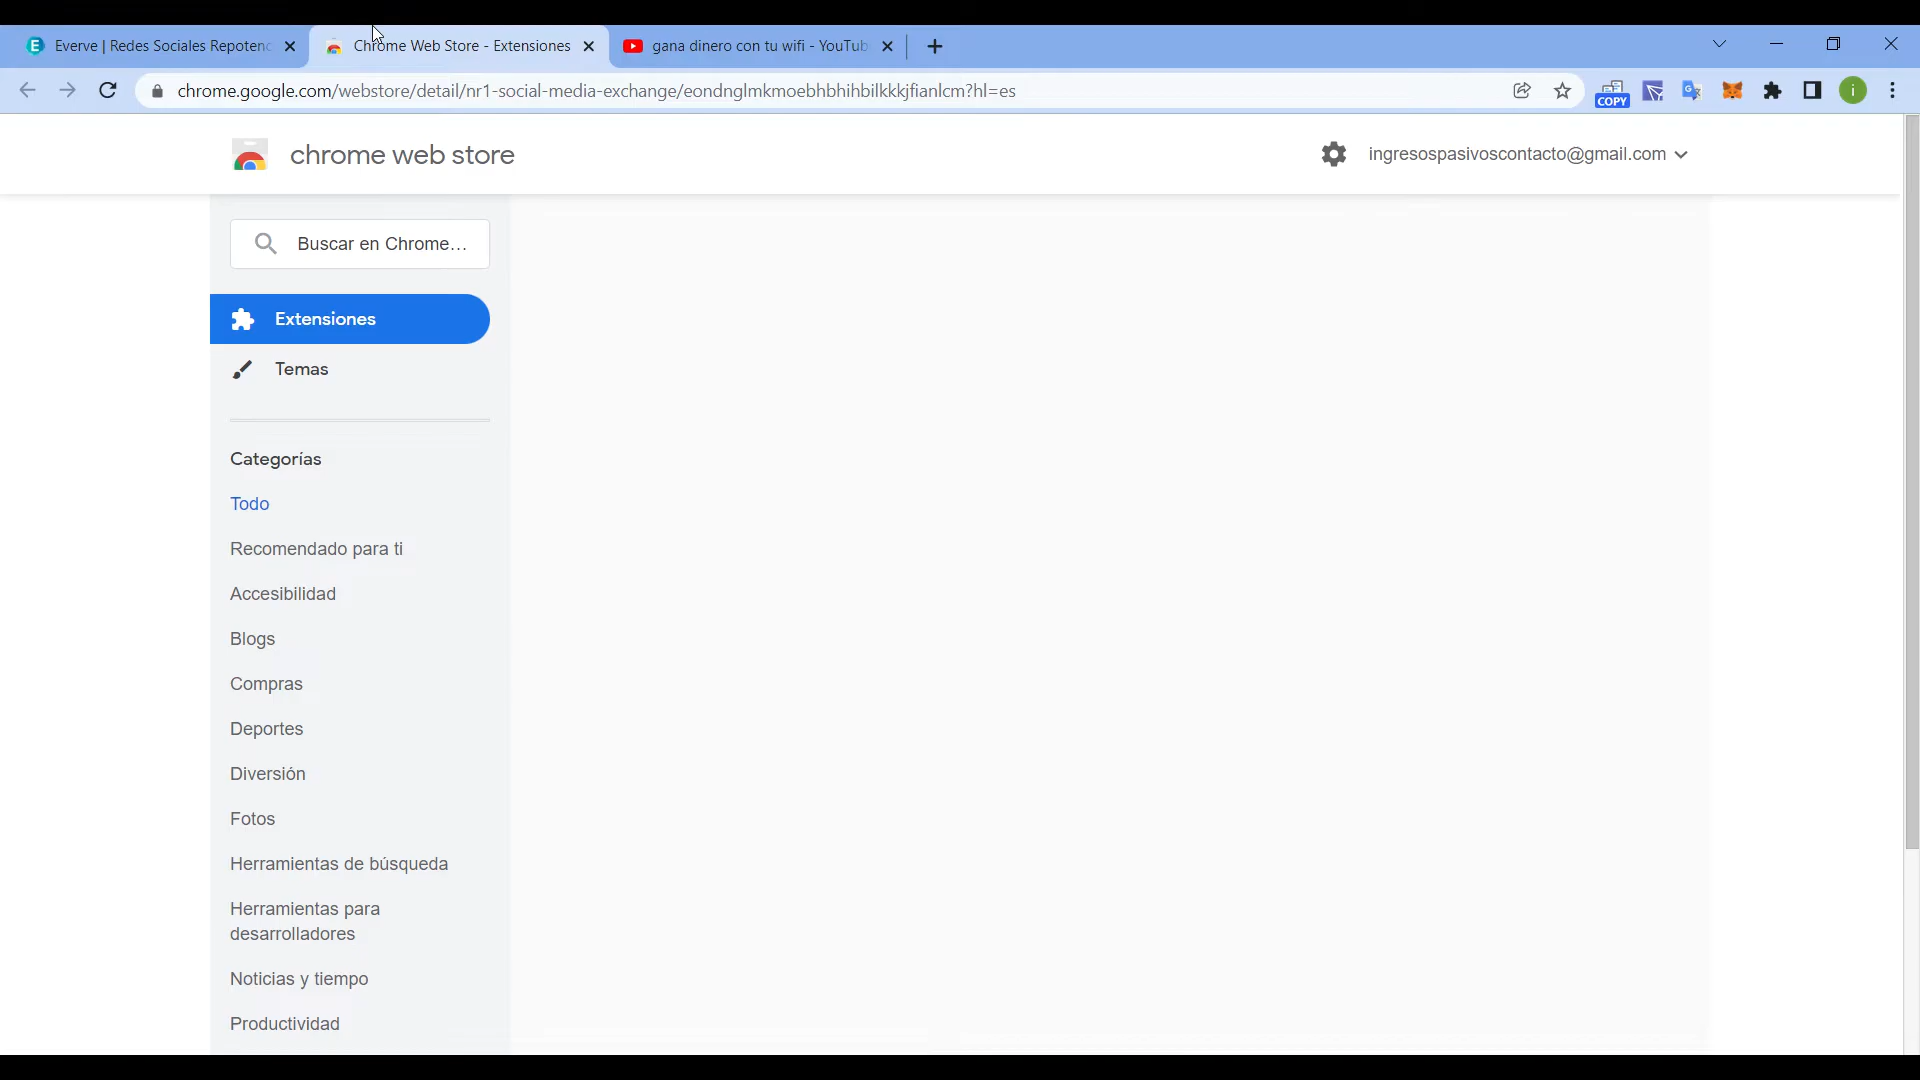 Everve | Redes Sociales Repotenc
Chrome Web Store - Extensiones
gana dinero con tu wifi - YouTub
chrome.google.com/webstore/detail/nr1-social-media-exchange/eondnglmkmoebhbhihbilkkkjfianlcm?hl=es
COPY
i
chrome web store
ingresospasivoscontacto@gmail.com
Buscar en Chrome...
Extensiones
Temas
Categorías
Todo
Recomendado para ti
Accesibilidad
Blogs
Compras
Deportes
Diversión
Fotos
Herramientas de búsqueda
Herramientas para
desarrolladores
Noticias y tiempo
Productividad